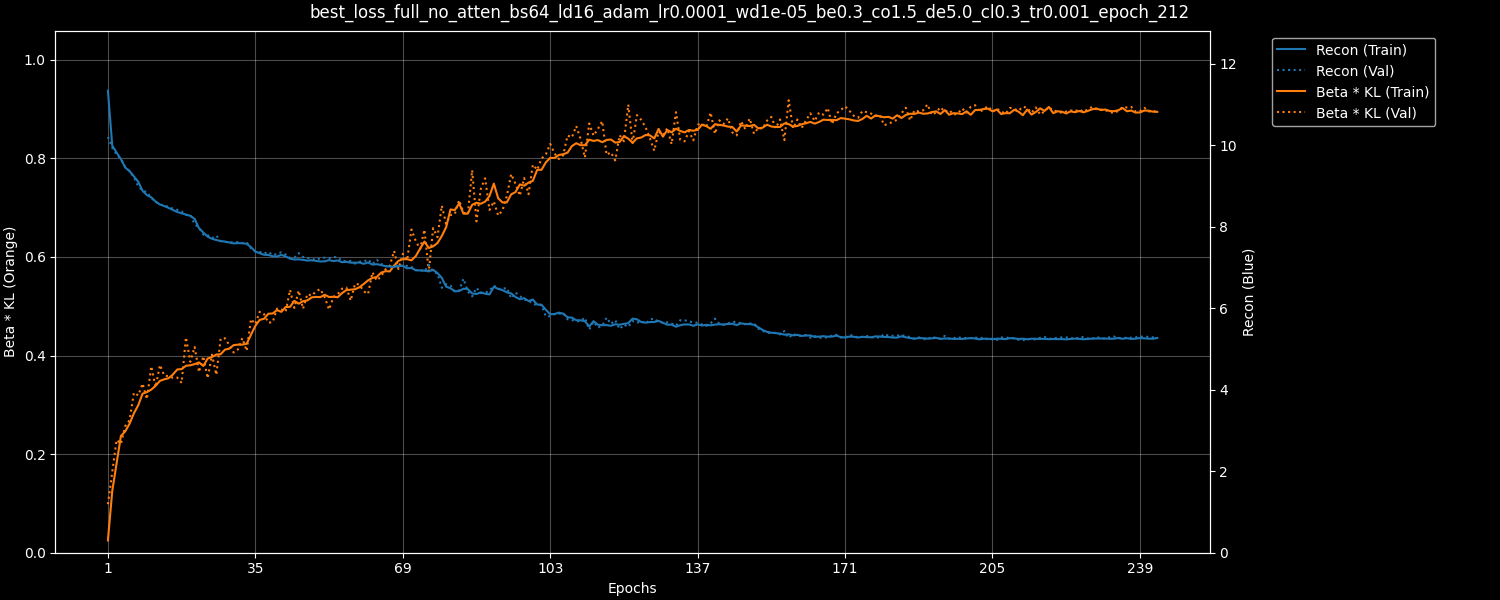 best_loss_full_no_atten_bs64_ld16_adam_lr0.0001_wd1e-05_be0.3_co1.5_de5.0_cl0.3_tr0.001_epoch_212
Recon (Train)
Recon (Val)
Beta * KL (Train)
Beta * KL (Val)
Beta * KL (Orange)
1.0
0.8
0.6
0.4
0.2
0.0
12
10
8
6
4
2
0
Recon (Blue)
1 35 69 103 137 171 205 239
Epochs